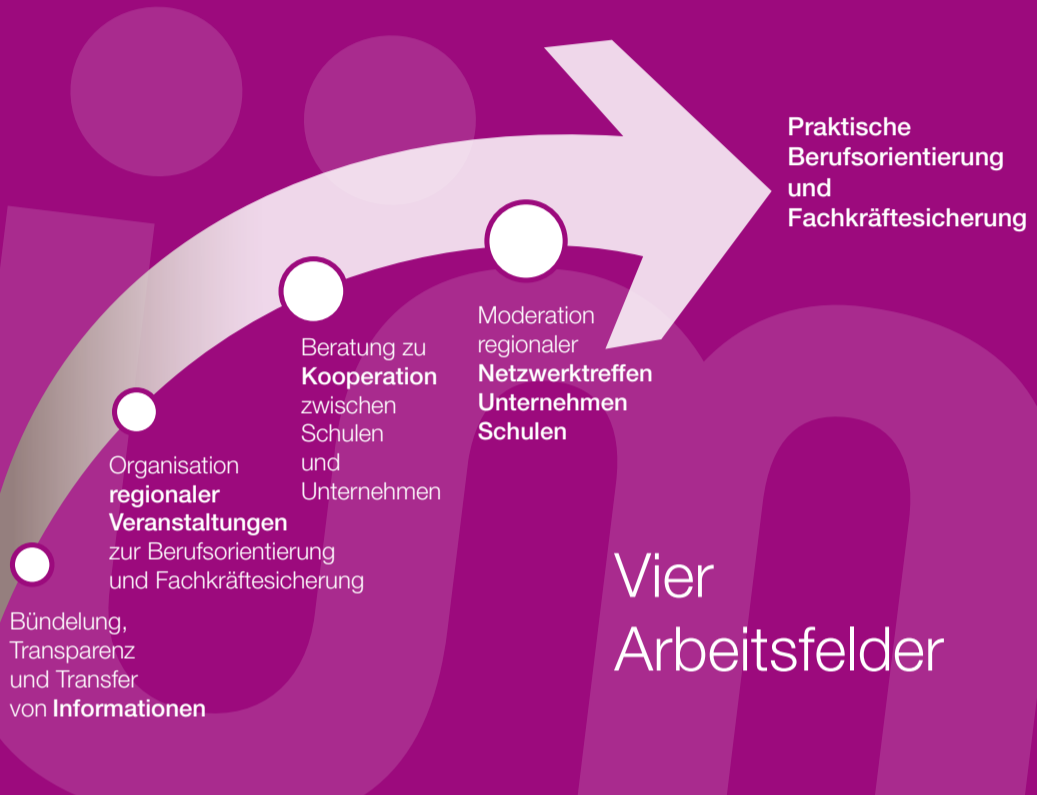 Praktische
Berufsorientierung
und
Fachkräftesicherung
Moderation
regionaler
Netzwerktreffen
Unternehmen
Schulen
Beratung zu
Kooperation
zwischen
Schulen
und
Unternehmen
Organisation
regionaler
Veranstaltungen
zur Berufsorientierung
und Fachkräftesicherung
Bündelung,
Transparenz
und Transfer
von Informationen
Vier
Arbeitsfelder